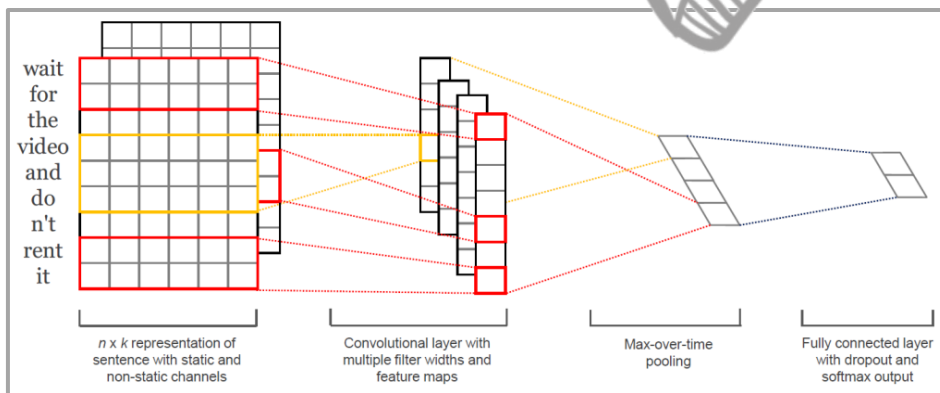 wait
for
the
video
and
do
n't
rent
it
n x k representation of
sentence with static and
non-static channels
Convolutional layer with
multiple filter widths and
feature maps
Max-over-time
pooling
Fully connected layer
with dropout and
softmax output